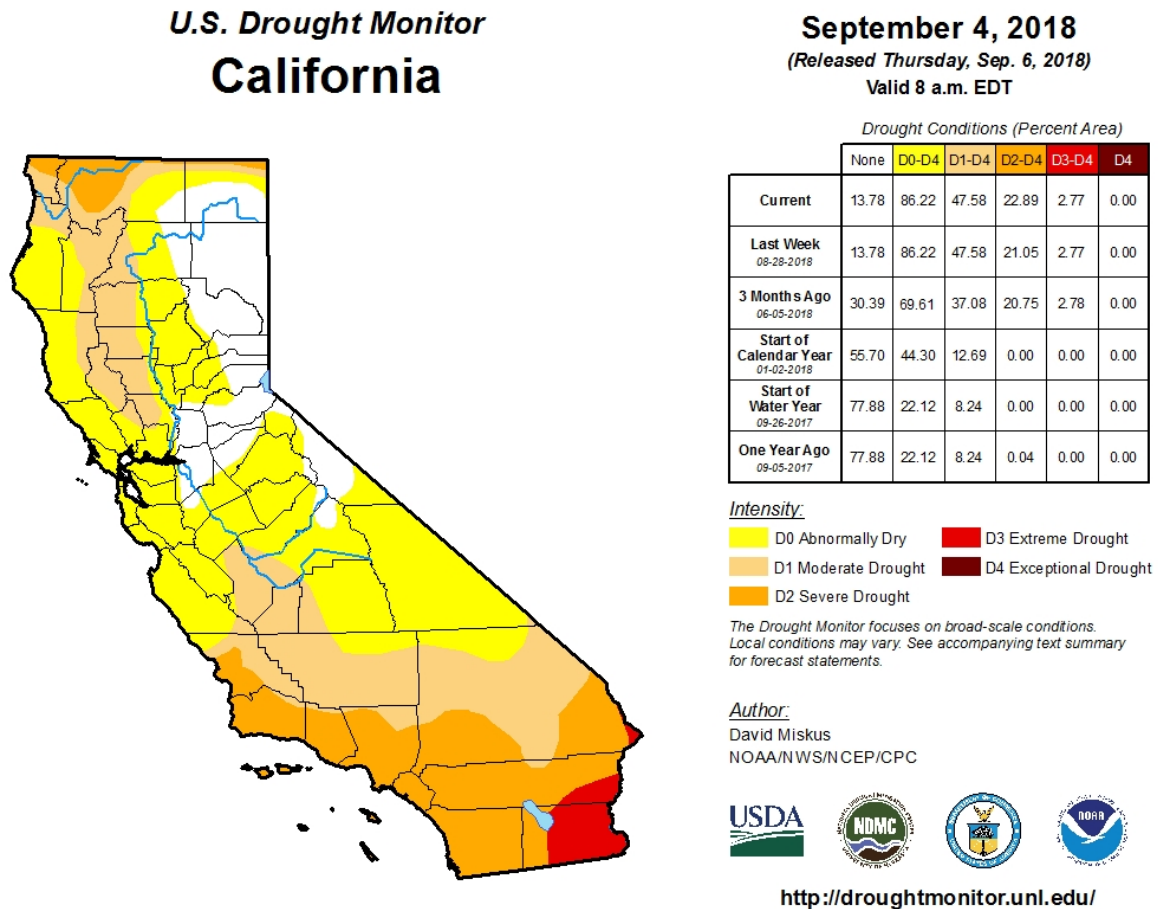 U.S. Drought Monitor
California
September 4, 2018
(Released Thursday, Sep. 6, 2018)
Valid 8 a.m. EDT
Drought Conditions (Percent Area)
None D0-D4 D1-D4 D2-D4 D3-D4 D4
Current 13.78 86.22 47.58 22.89 2.77 0.00
Last Week
08-28-2018 13.78 86.22 47.58 21.05 2.77 0.00
3 Months Ago
06-05-2018 30.39 69.61 37.08 20.75 2.78 0.00
Start of
Calendar Year
01-02-2018 55.70 44.30 12.69 0.00 0.00 0.00
Start of
Water Year
09-26-2017 77.88 22.12 8.24 0.00 0.00 0.00
One Year Ago
09-05-2017 77.88 22.12 8.24 0.04 0.00 0.00
Intensity:
D0 Abnormally Dry
D1 Moderate Drought
D2 Severe Drought
D3 Extreme Drought
D4 Exceptional Drought
The Drought Monitor focuses on broad-scale conditions.
Local conditions may vary. See accompanying text summary
for forecast statements.
Author:
David Miskus
NOAA/NWS/NCEP/CPC
USDA
NDMC
NOAA
http://droughtmonitor.unl.edu/